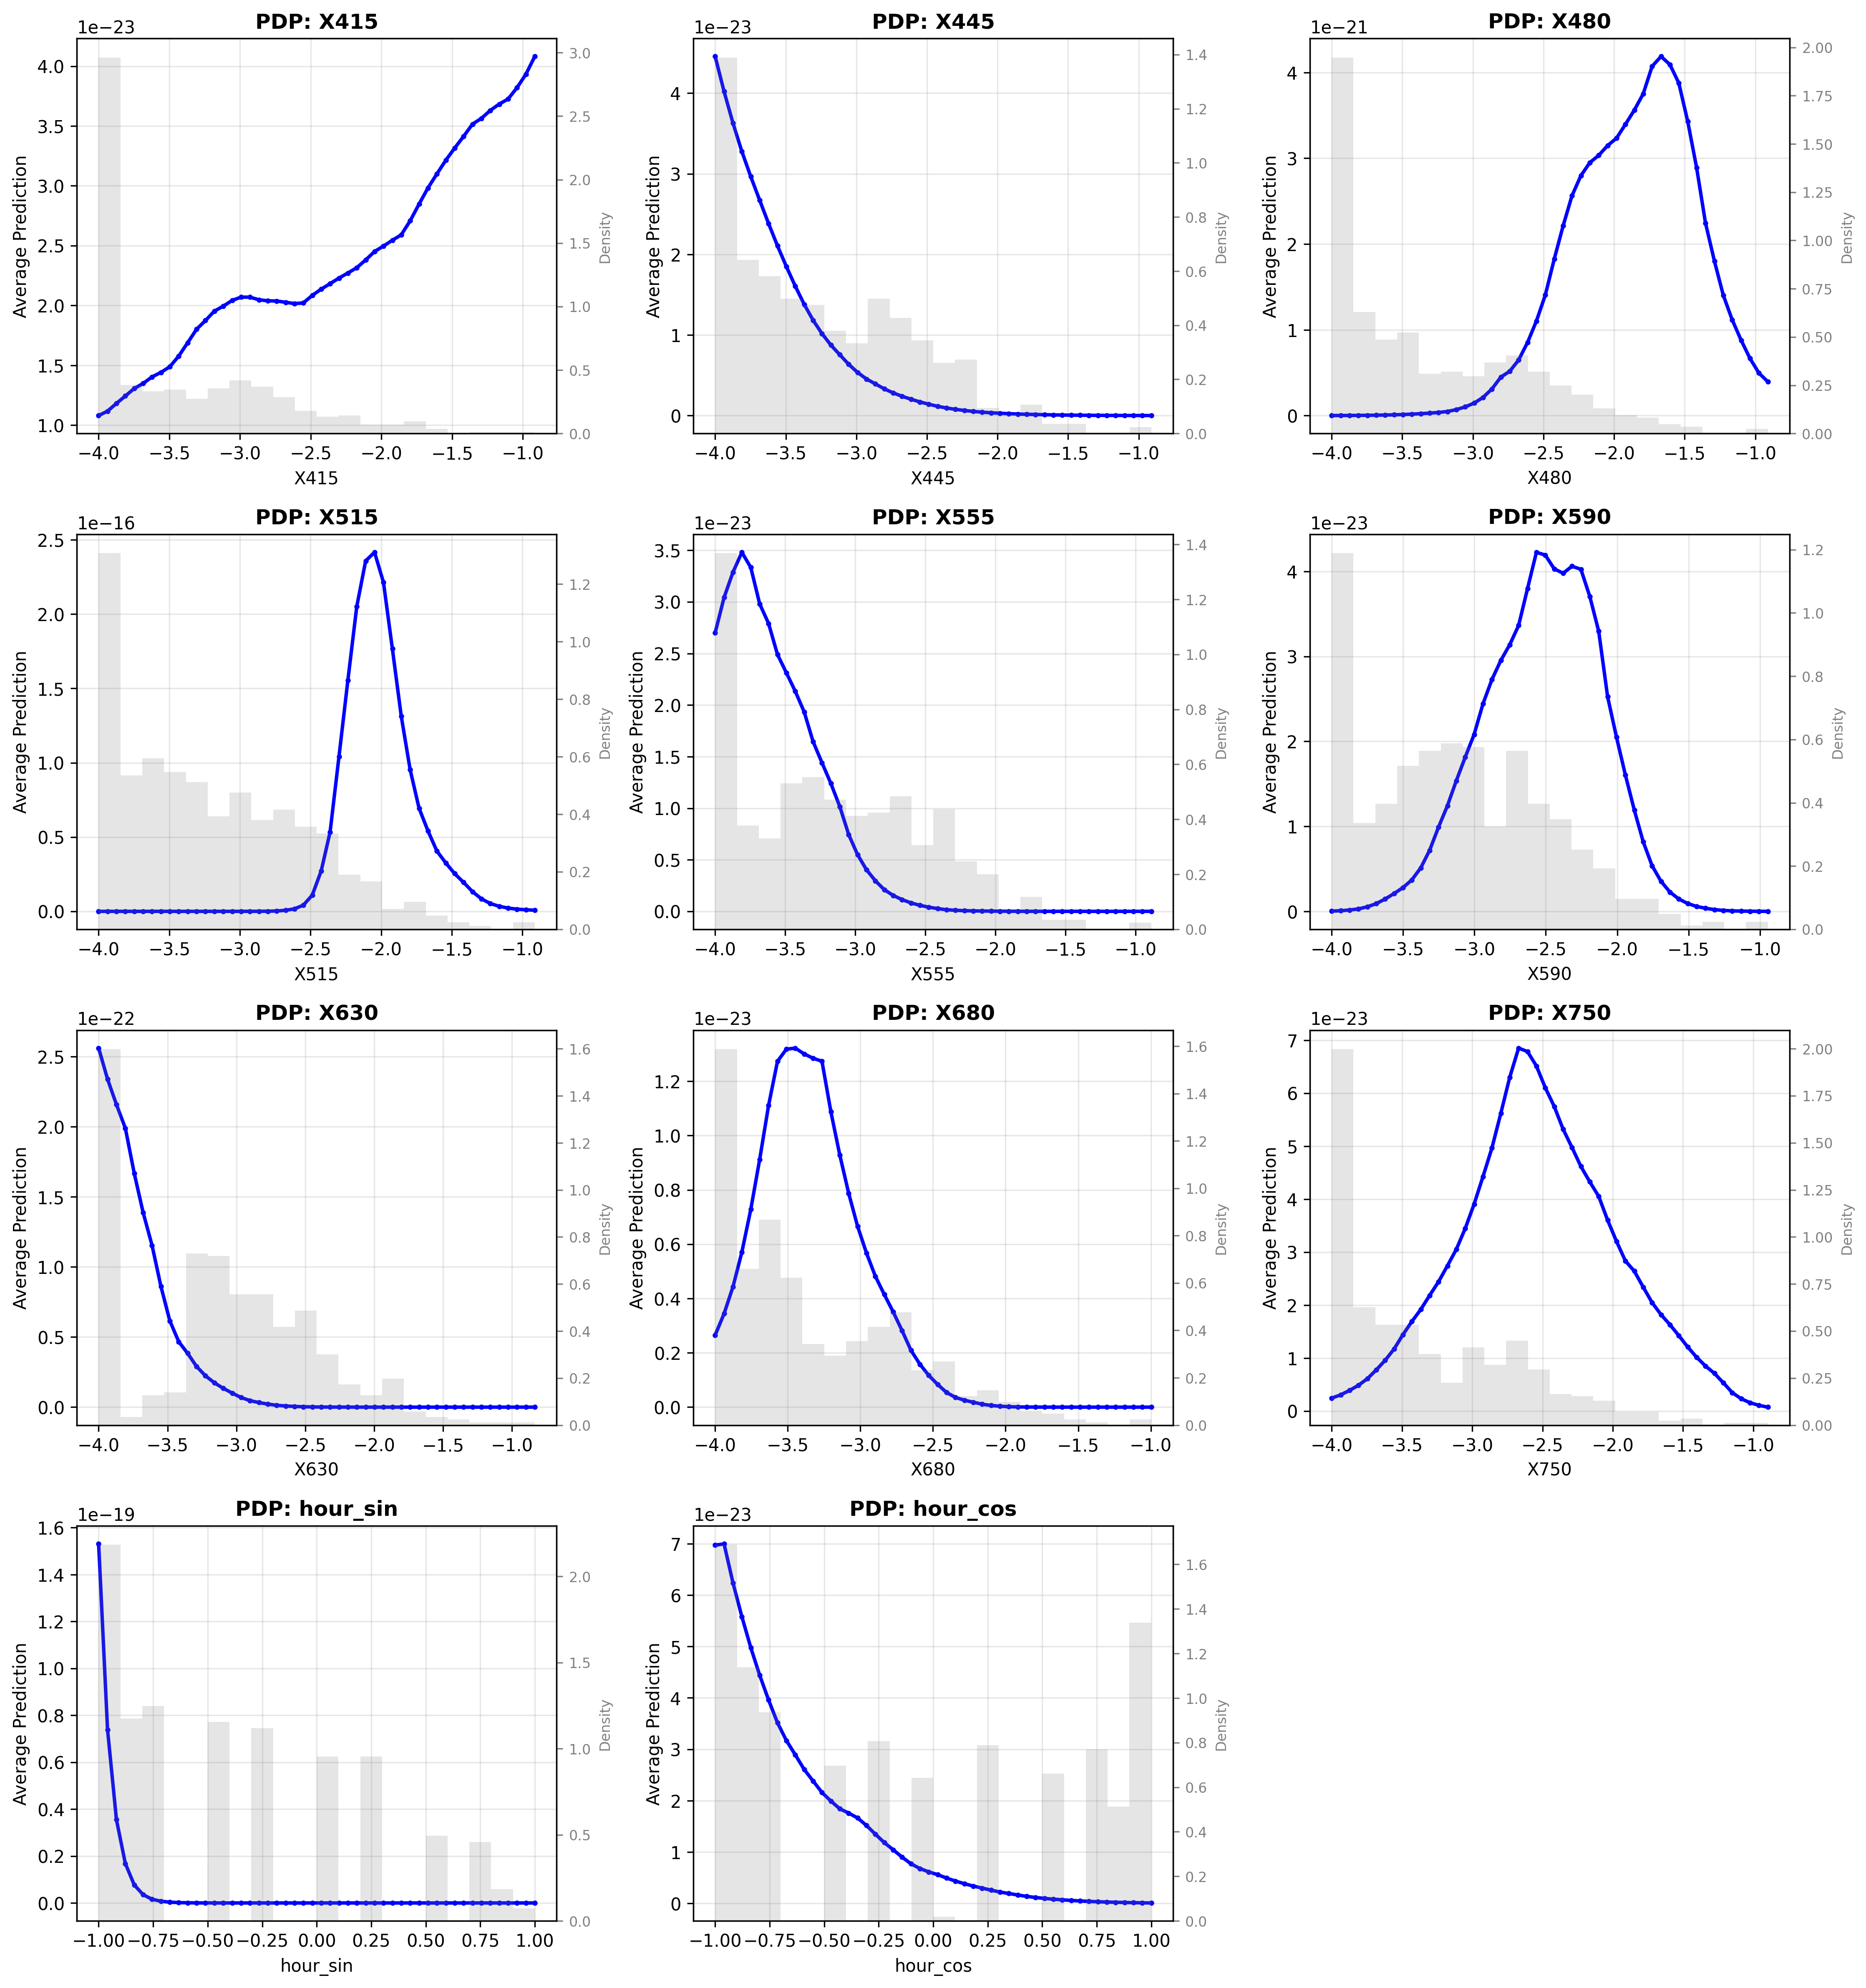 PDP: X415
1e−23
4.0
3.5
3.0
2.5
2.0
1.5
1.0
Average Prediction
3.0
2.5
2.0
1.5
1.0
0.5
0.0
Density
−4.0 −3.5 −3.0 −2.5 −2.0 −1.5 −1.0
X415
PDP: X445
1e−23
4
3
2
1
0
Average Prediction
1.4
1.2
1.0
0.8
0.6
0.4
0.2
0.0
Density
−4.0 −3.5 −3.0 −2.5 −2.0 −1.5 −1.0
X445
PDP: X480
1e−21
4
3
2
1
0
Average Prediction
2.00
1.75
1.50
1.25
1.00
0.75
0.50
0.25
0.00
Density
−4.0 −3.5 −3.0 −2.5 −2.0 −1.5 −1.0
X480
PDP: X515
1e−16
2.5
2.0
1.5
1.0
0.5
0.0
Average Prediction
1.2
1.0
0.8
0.6
0.4
0.2
0.0
Density
−4.0 −3.5 −3.0 −2.5 −2.0 −1.5 −1.0
X515
PDP: X555
1e−23
3.5
3.0
2.5
2.0
1.5
1.0
0.5
0.0
Average Prediction
1.4
1.2
1.0
0.8
0.6
0.4
0.2
0.0
Density
−4.0 −3.5 −3.0 −2.5 −2.0 −1.5 −1.0
X555
PDP: X590
1e−23
4
3
2
1
0
Average Prediction
1.2
1.0
0.8
0.6
0.4
0.2
0.0
Density
−4.0 −3.5 −3.0 −2.5 −2.0 −1.5 −1.0
X590
PDP: X630
1e−22
2.5
2.0
1.5
1.0
0.5
0.0
Average Prediction
1.6
1.4
1.2
1.0
0.8
0.6
0.4
0.2
0.0
Density
−4.0 −3.5 −3.0 −2.5 −2.0 −1.5 −1.0
X630
PDP: X680
1e−23
1.2
1.0
0.8
0.6
0.4
0.2
0.0
Average Prediction
1.6
1.4
1.2
1.0
0.8
0.6
0.4
0.2
0.0
Density
−4.0 −3.5 −3.0 −2.5 −2.0 −1.5 −1.0
X680
PDP: X750
1e−23
7
6
5
4
3
2
1
0
Average Prediction
2.00
1.75
1.50
1.25
1.00
0.75
0.50
0.25
0.00
Density
−4.0 −3.5 −3.0 −2.5 −2.0 −1.5 −1.0
X750
PDP: hour_sin
1e−19
1.6
1.4
1.2
1.0
0.8
0.6
0.4
0.2
0.0
Average Prediction
2.0
1.5
1.0
0.5
0.0
Density
−1.00 −0.75 −0.50 −0.25 0.00 0.25 0.50 0.75 1.00
hour_sin
PDP: hour_cos
1e−23
7
6
5
4
3
2
1
0
Average Prediction
1.6
1.4
1.2
1.0
0.8
0.6
0.4
0.2
0.0
Density
−1.00 −0.75 −0.50 −0.25 0.00 0.25 0.50 0.75 1.00
hour_cos